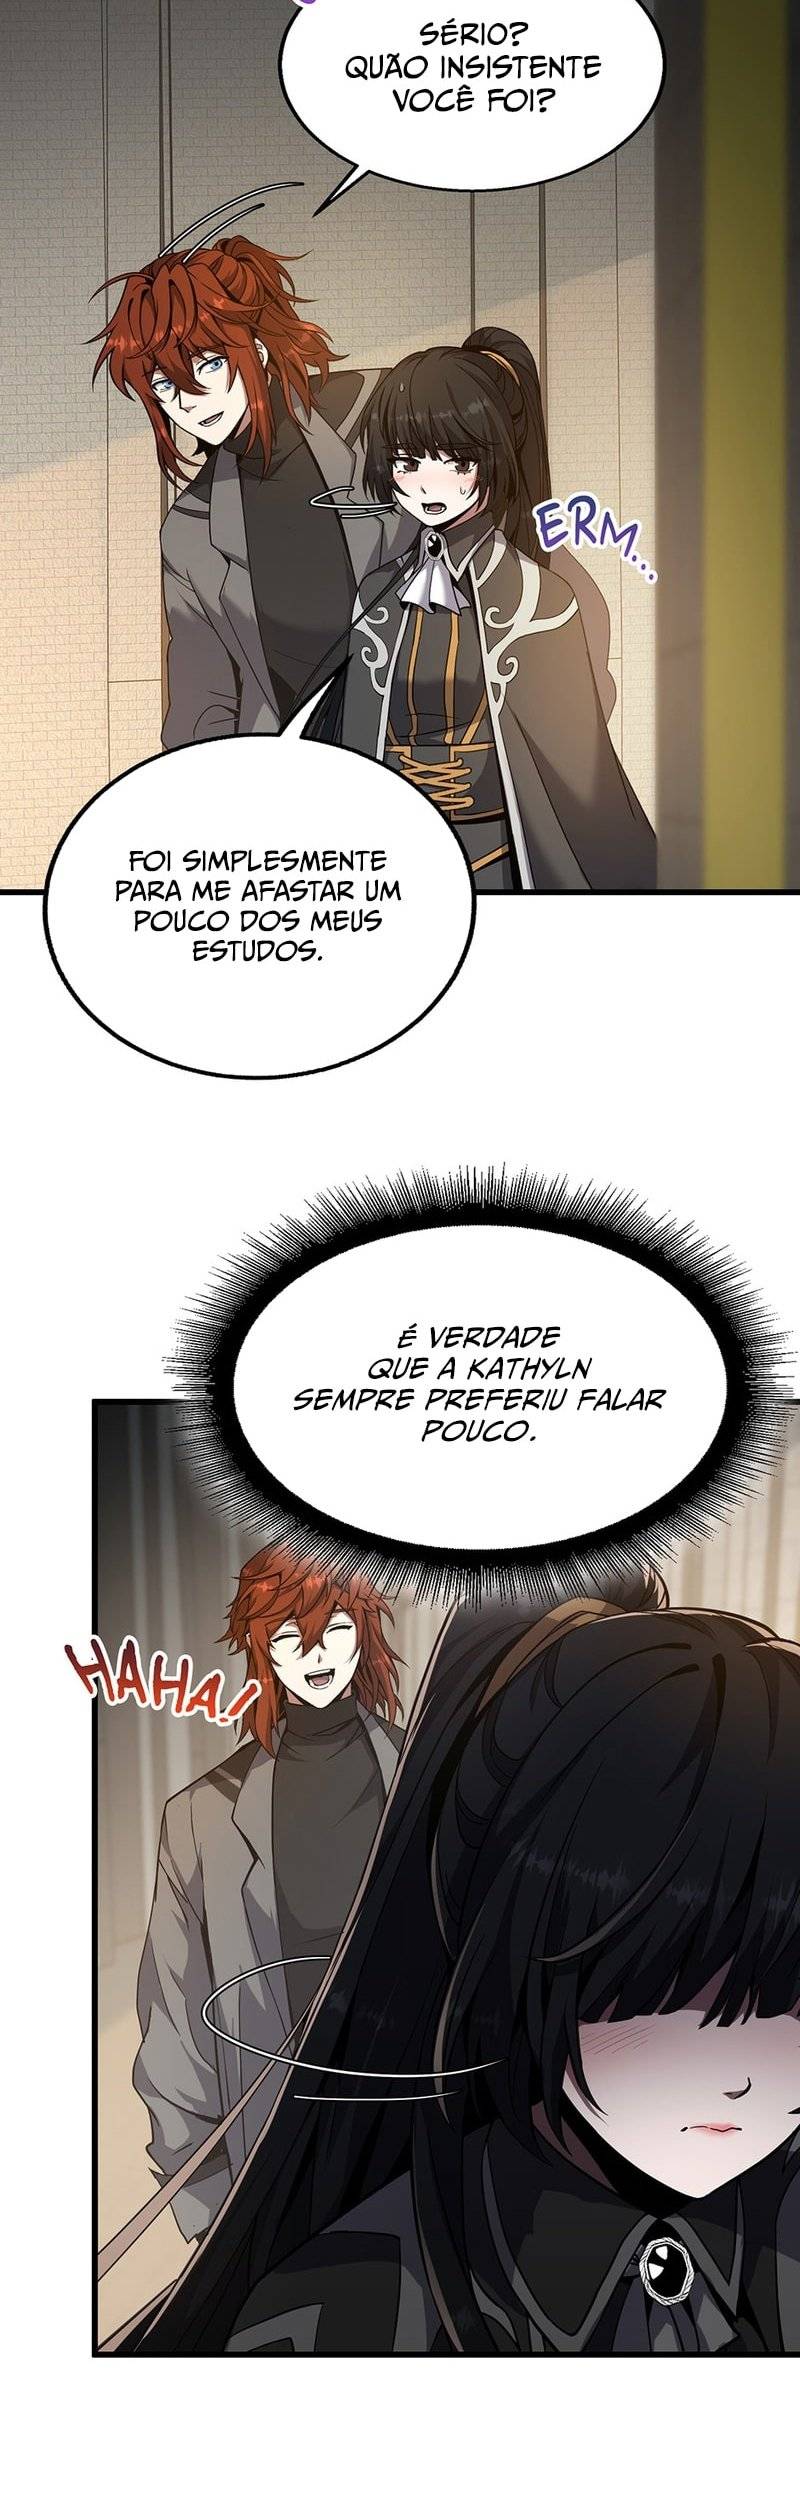 SÉRIO?
QUÃO INSISTENTE
VOCÊ FOI?
ERM...
FOI SIMPLESMENTE
PARA ME AFASTAR UM
POUCO DOS MEUS
ESTUDOS.
É VERDADE
QUE A KATHYLN
SEMPRE PREFERIU FALAR
POUCO.
HAHA!